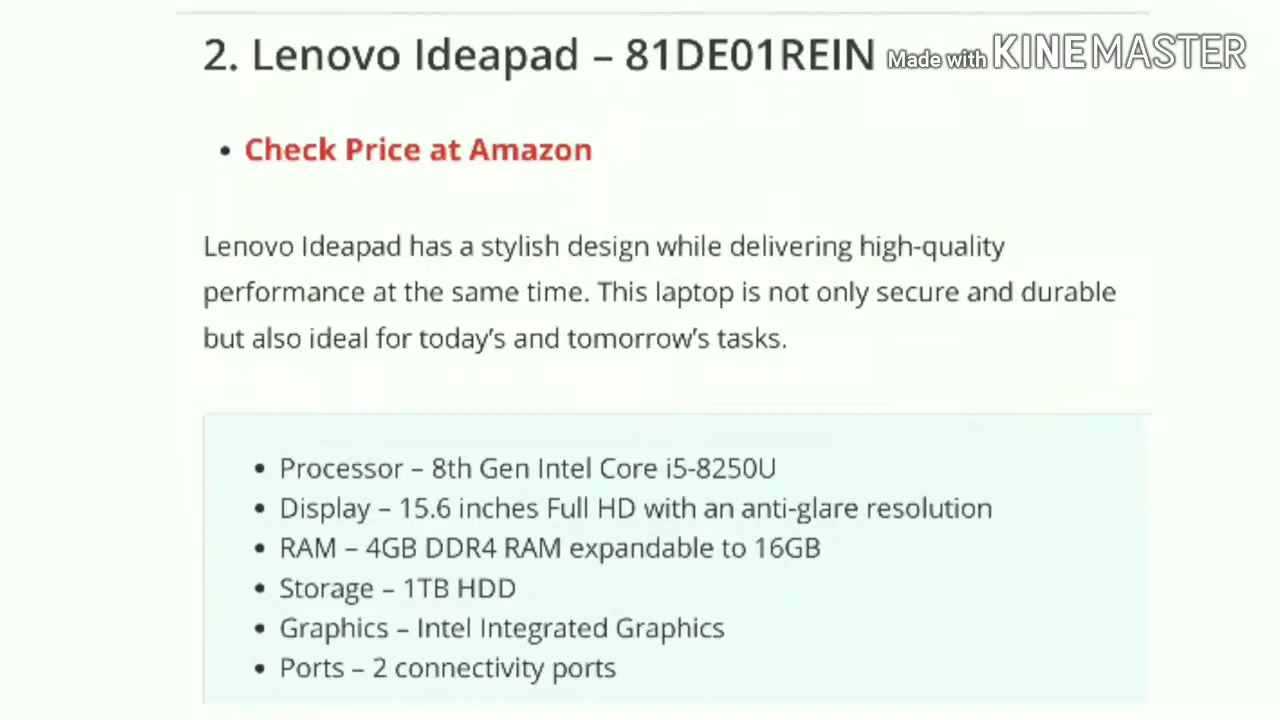 2. Lenovo Ideapad – 81DE01REIN
Made with KINEMASTER
• Check Price at Amazon
Lenovo Ideapad has a stylish design while delivering high-quality
performance at the same time. This laptop is not only secure and durable
but also ideal for today’s and tomorrow’s tasks.
• Processor – 8th Gen Intel Core i5-8250U
• Display – 15.6 inches Full HD with an anti-glare resolution
• RAM – 4GB DDR4 RAM expandable to 16GB
• Storage – 1TB HDD
• Graphics – Intel Integrated Graphics
• Ports – 2 connectivity ports